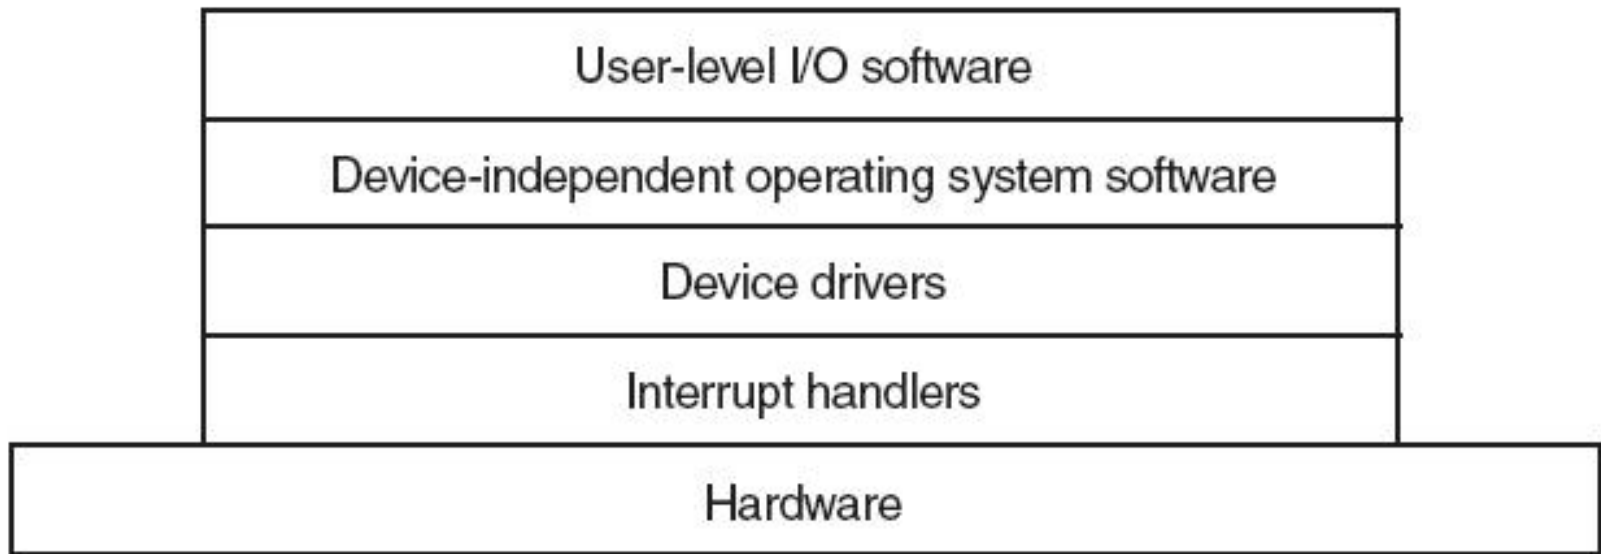 User-level I/O software
Device-independent operating system software
Device drivers
Interrupt handlers
Hardware